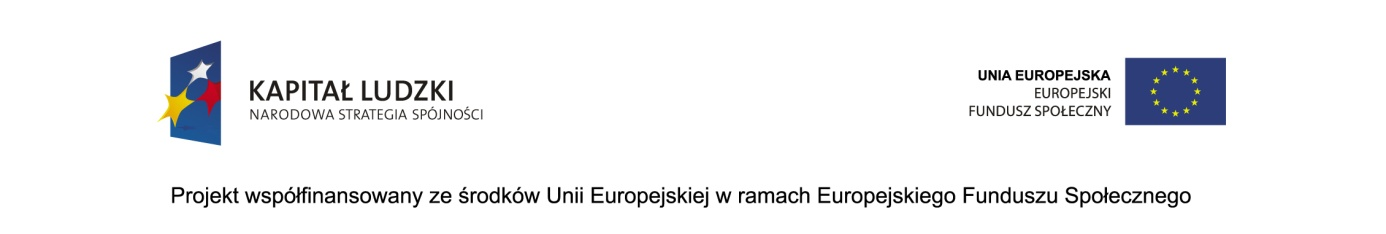 KAPITAŁ LUDZKI
NARODOWA STRATEGIA SPÓJNOŚCI
UNIA EUROPEJSKA
EUROPEJSKI
FUNDUSZ SPOŁECZNY
Projekt współfinansowany ze środków Unii Europejskiej w ramach Europejskiego Funduszu Społecznego